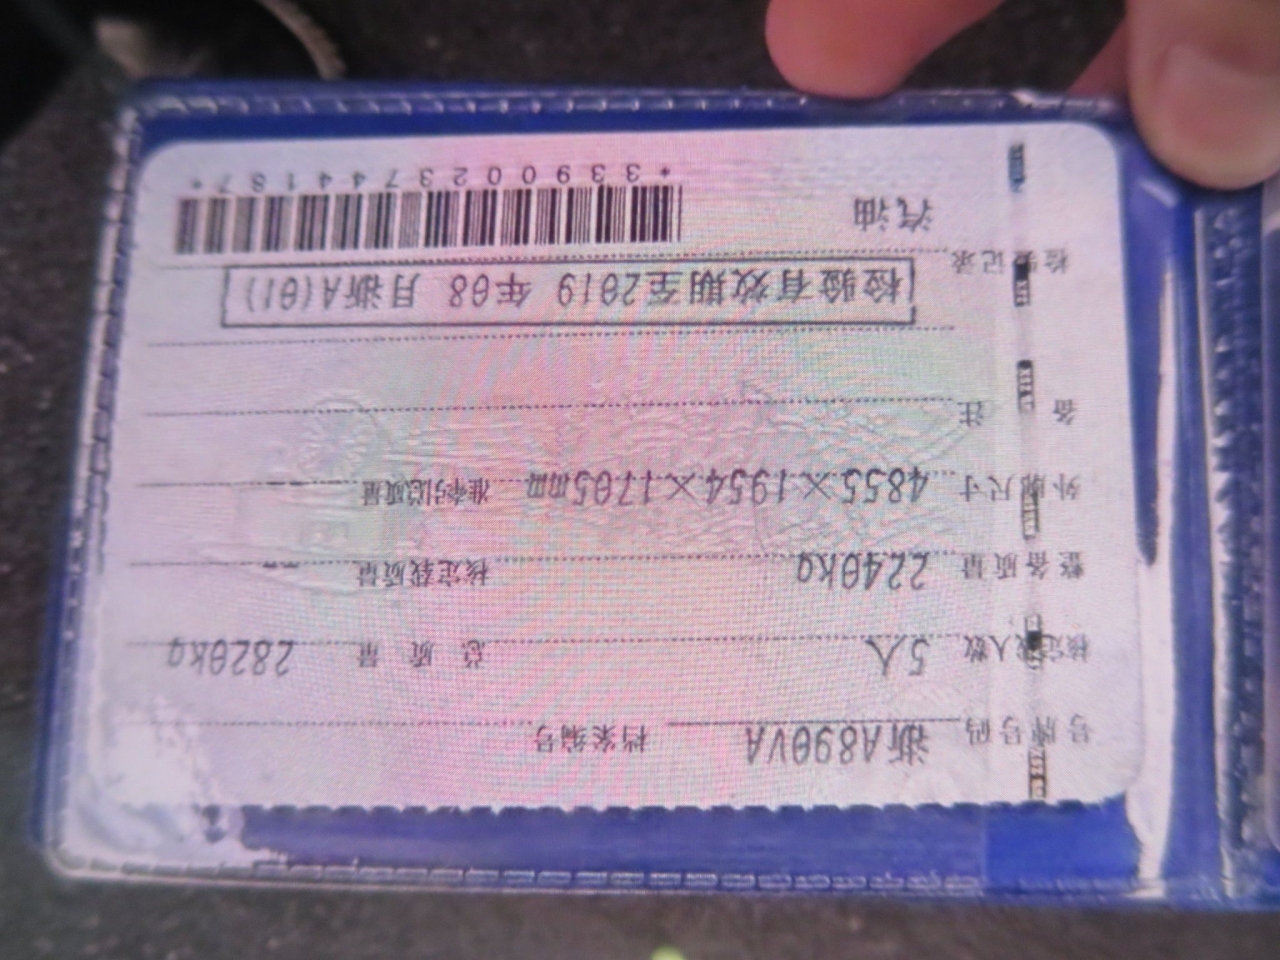 号牌号码 浙A890VA 档案编号
核定载人数 5人 总质量 2820kg
整备质量 2240kg 核定载质量 --
外廓尺寸 4855×1954×1705mm 准牵引总质量 --
备注
检验记录 检验有效期至2019年08月浙A(01)
汽油
*3390023744187*